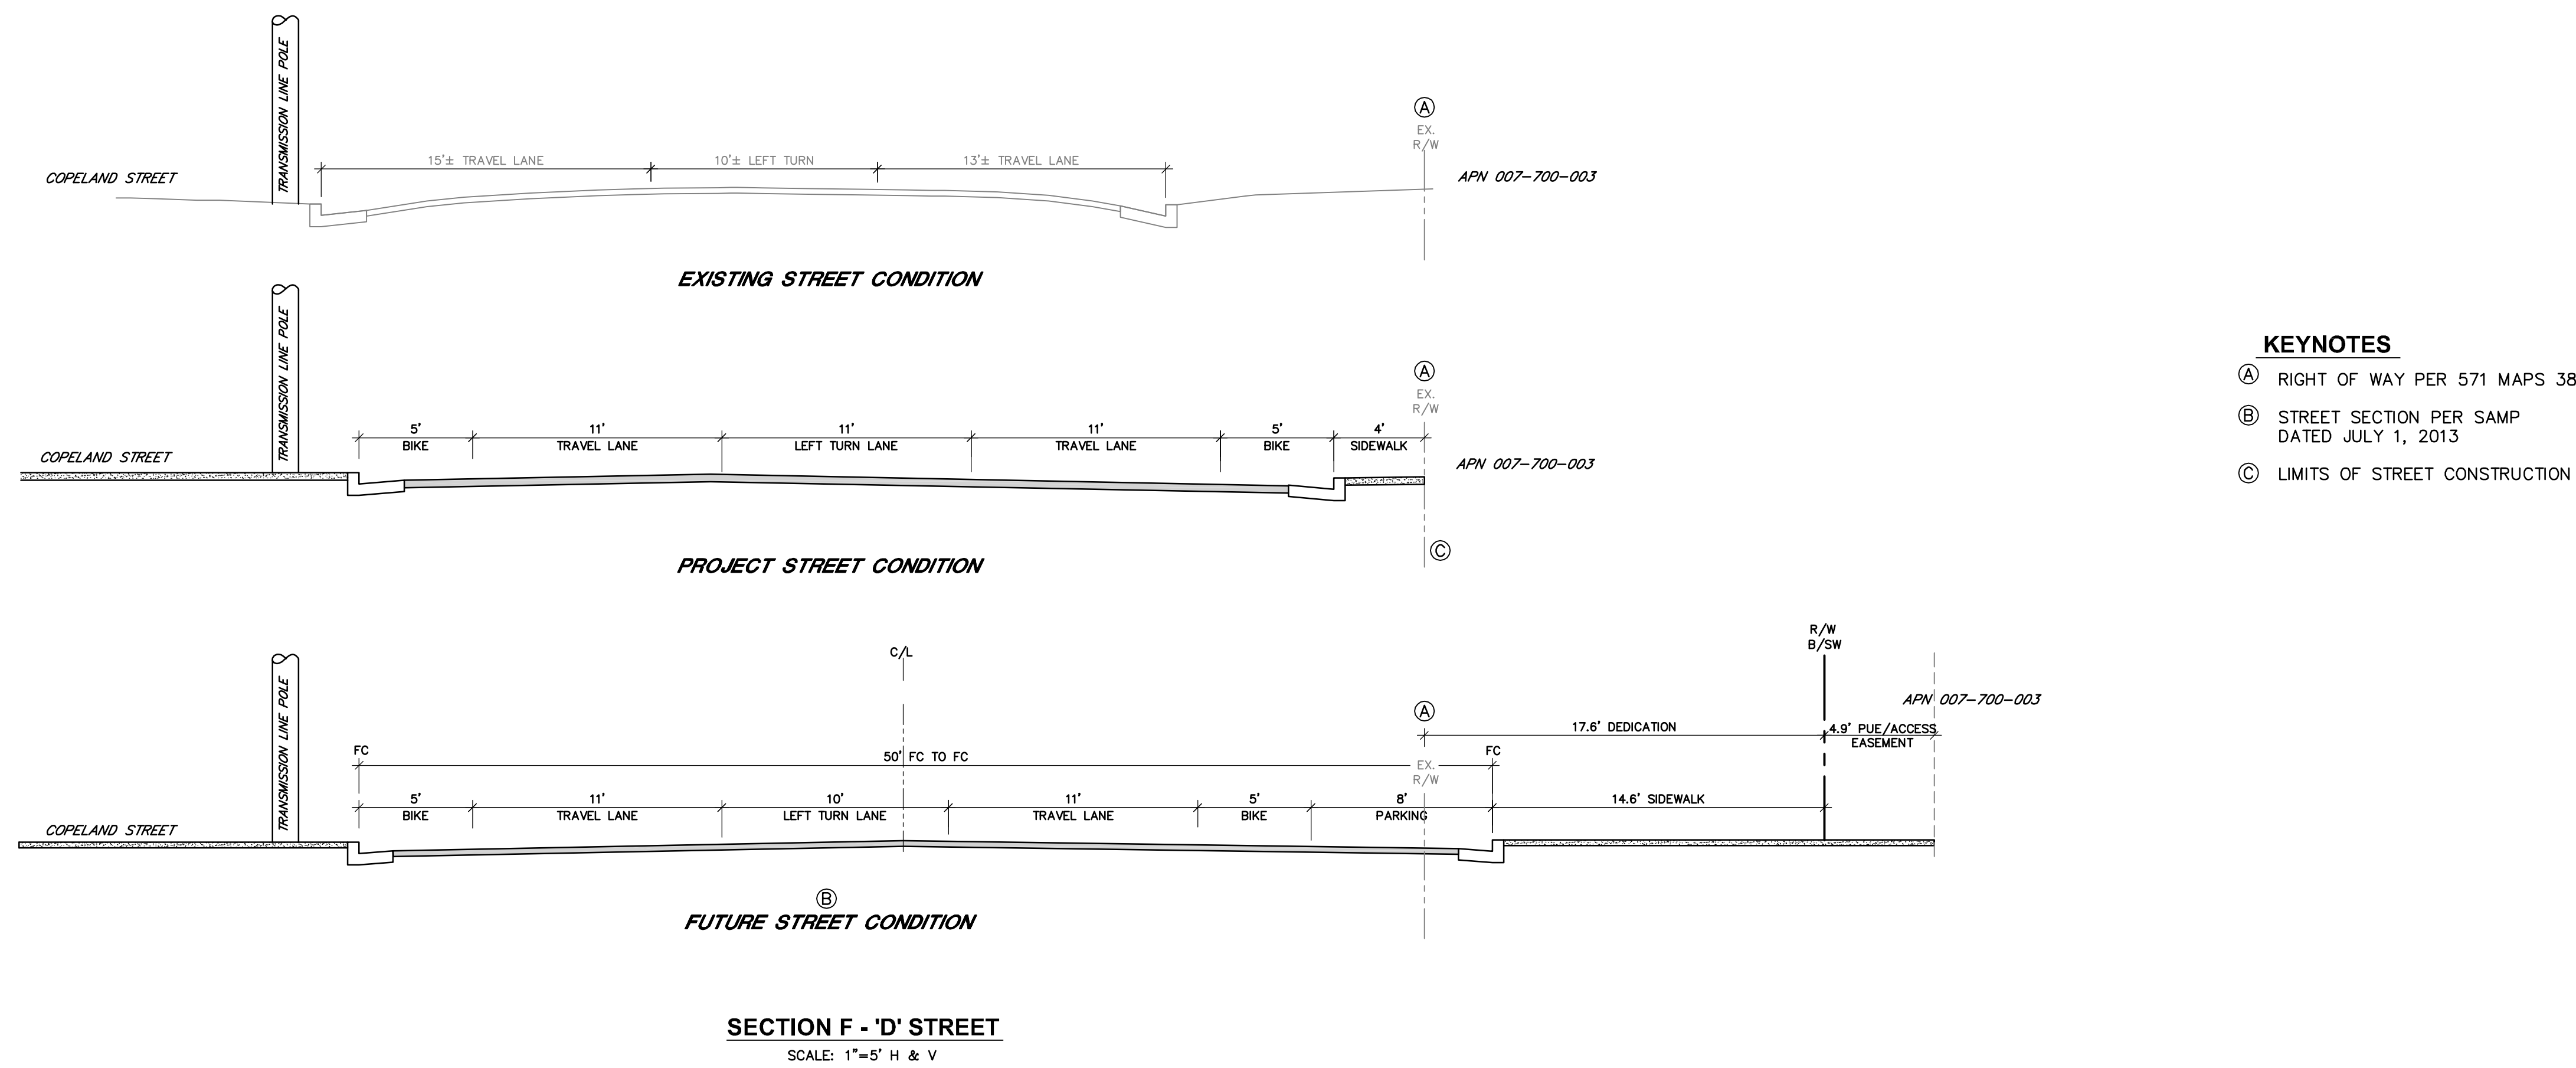 TRANSMISSION LINE POLE
Ⓐ
EX.
R/W
15'± TRAVEL LANE
10'± LEFT TURN
13'± TRAVEL LANE
COPELAND STREET
APN 007-700-003
EXISTING STREET CONDITION
TRANSMISSION LINE POLE
Ⓐ
EX.
R/W
5'
BIKE
11'
TRAVEL LANE
11'
LEFT TURN LANE
11'
TRAVEL LANE
5'
BIKE
4'
SIDEWALK
COPELAND STREET
APN 007-700-003
Ⓒ
PROJECT STREET CONDITION
KEYNOTES
Ⓐ RIGHT OF WAY PER 571 MAPS 38
Ⓑ STREET SECTION PER SAMP
DATED JULY 1, 2013
Ⓒ LIMITS OF STREET CONSTRUCTION
TRANSMISSION LINE POLE
C/L
R/W
B/SW
APN 007-700-003
Ⓐ
17.6' DEDICATION
4.9' PUE/ACCESS
EASEMENT
FC
50' FC TO FC
FC
EX.
R/W
5'
BIKE
11'
TRAVEL LANE
10'
LEFT TURN LANE
11'
TRAVEL LANE
5'
BIKE
8'
PARKING
14.6' SIDEWALK
COPELAND STREET
Ⓑ
FUTURE STREET CONDITION
SECTION F - 'D' STREET
SCALE: 1"=5' H & V